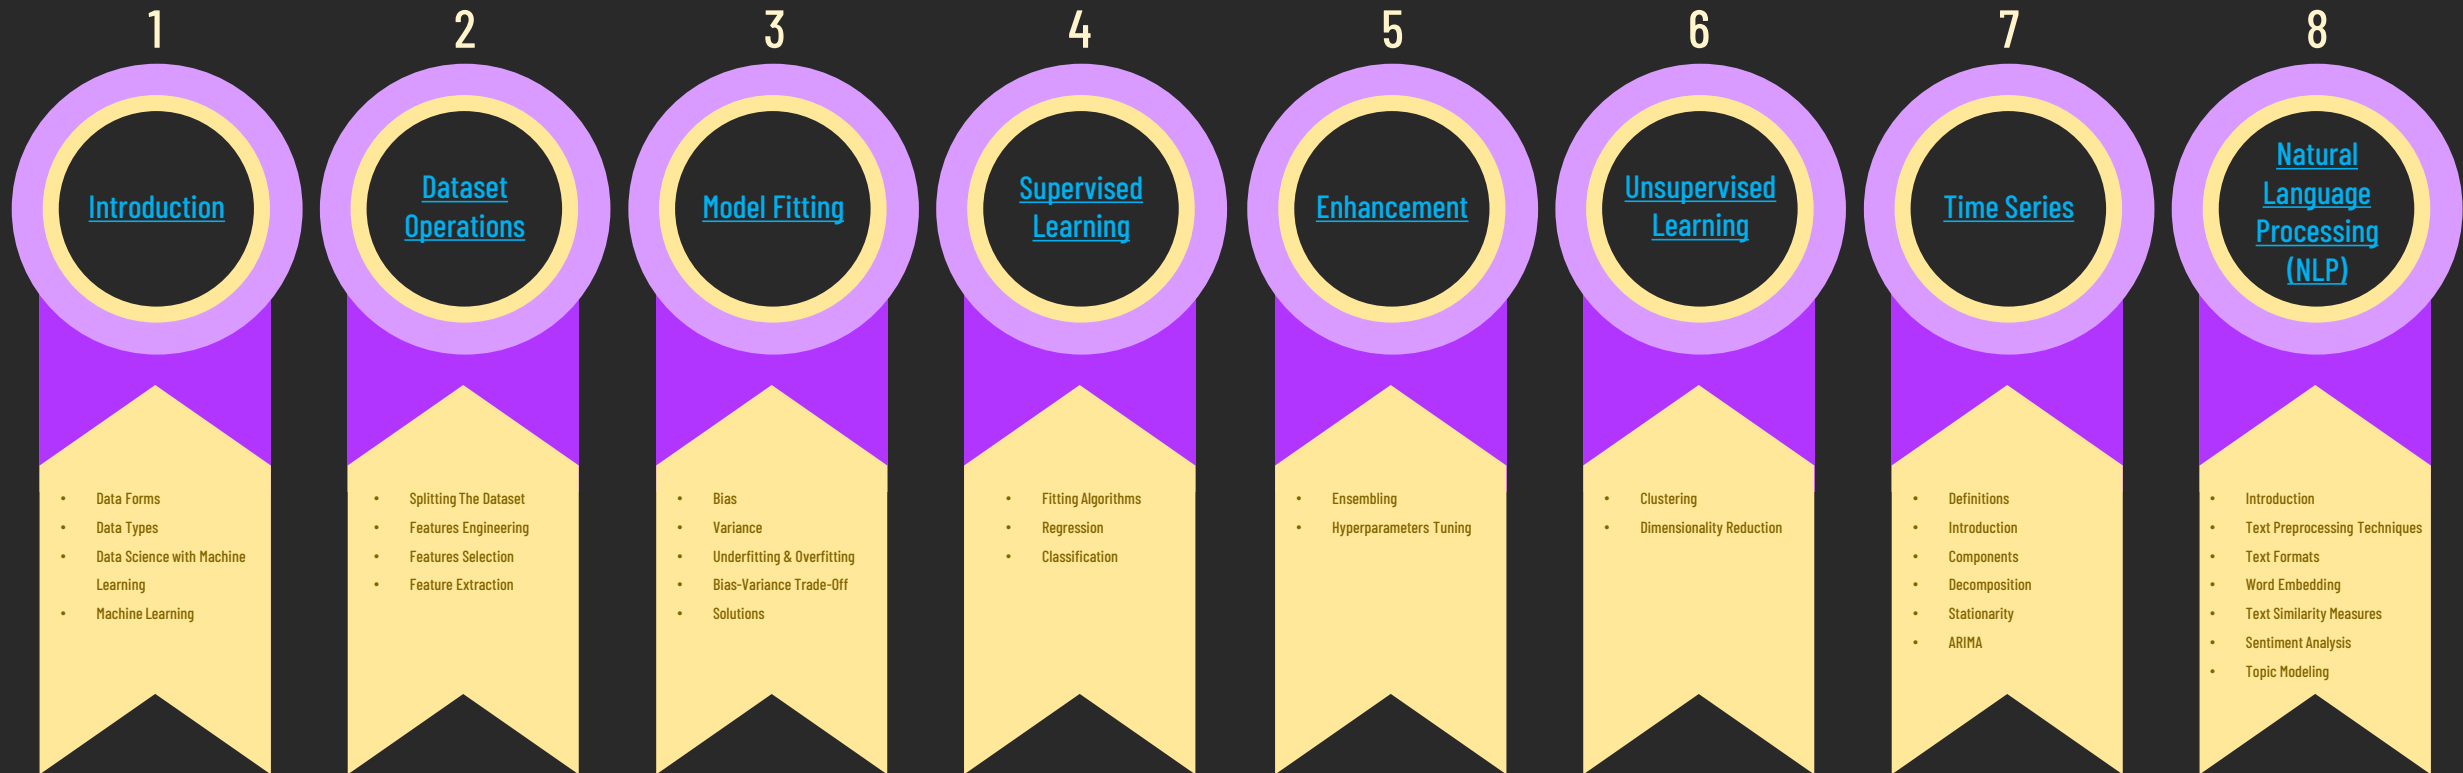 1
Introduction
• Data Forms
• Data Types
• Data Science with Machine
Learning
• Machine Learning
2
Dataset
Operations
• Splitting The Dataset
• Features Engineering
• Features Selection
• Feature Extraction
3
Model Fitting
• Bias
• Variance
• Underfitting & Overfitting
• Bias-Variance Trade-Off
• Solutions
4
Supervised
Learning
• Fitting Algorithms
• Regression
• Classification
5
Enhancement
• Ensembling
• Hyperparameters Tuning
6
Unsupervised
Learning
• Clustering
• Dimensionality Reduction
7
Time Series
• Definitions
• Introduction
• Components
• Decomposition
• Stationarity
• ARIMA
8
Natural
Language
Processing
(NLP)
• Introduction
• Text Preprocessing Techniques
• Text Formats
• Word Embedding
• Text Similarity Measures
• Sentiment Analysis
• Topic Modeling